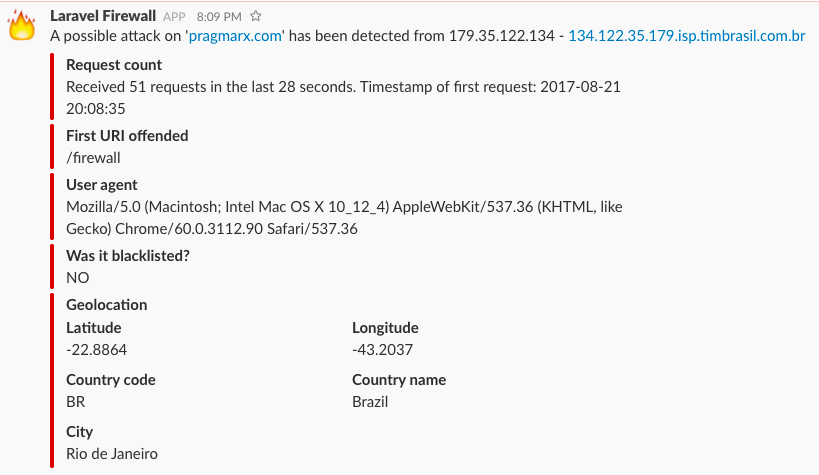 Laravel Firewall APP 8:09 PM
A possible attack on 'pragmarx.com' has been detected from 179.35.122.134 - 134.122.35.179.isp.timbrasil.com.br
Request count
Received 51 requests in the last 28 seconds. Timestamp of first request: 2017-08-21
20:08:35
First URI offended
/firewall
User agent
Mozilla/5.0 (Macintosh; Intel Mac OS X 10_12_4) AppleWebKit/537.36 (KHTML, like
Gecko) Chrome/60.0.3112.90 Safari/537.36
Was it blacklisted?
NO
Geolocation
Latitude Longitude
-22.8864 -43.2037
Country code Country name
BR Brazil
City
Rio de Janeiro